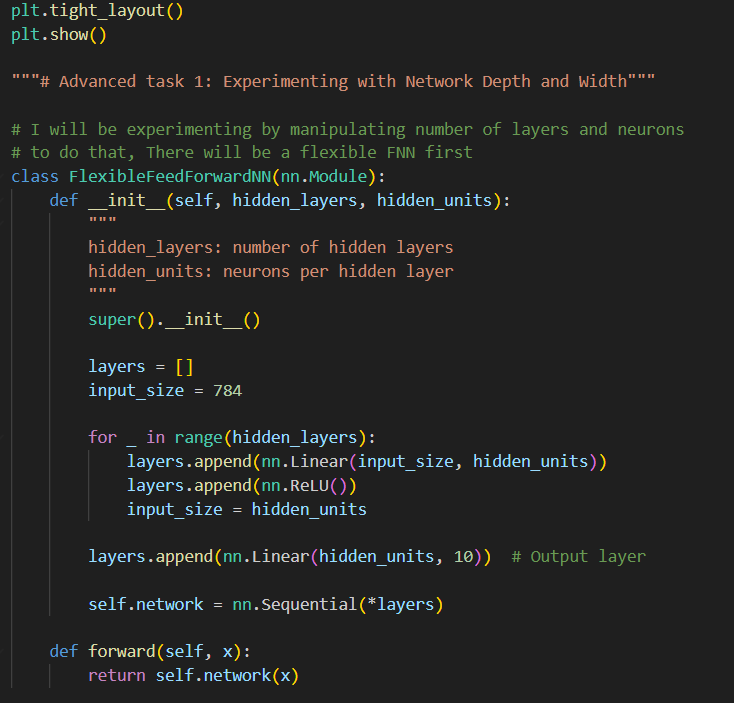 plt.tight_layout()
plt.show()
"""# Advanced task 1: Experimenting with Network Depth and Width"""
# I will be experimenting by manipulating number of layers and neurons
# to do that, There will be a flexible FNN first
class FlexibleFeedForwardNN(nn.Module):
    def __init__(self, hidden_layers, hidden_units):
        """
        hidden_layers: number of hidden layers
        hidden_units: neurons per hidden layer
        """
        super().__init__()
        layers = []
        input_size = 784
        for _ in range(hidden_layers):
            layers.append(nn.Linear(input_size, hidden_units))
            layers.append(nn.ReLU())
            input_size = hidden_units
        layers.append(nn.Linear(hidden_units, 10))  # Output layer
        self.network = nn.Sequential(*layers)
    def forward(self, x):
        return self.network(x)